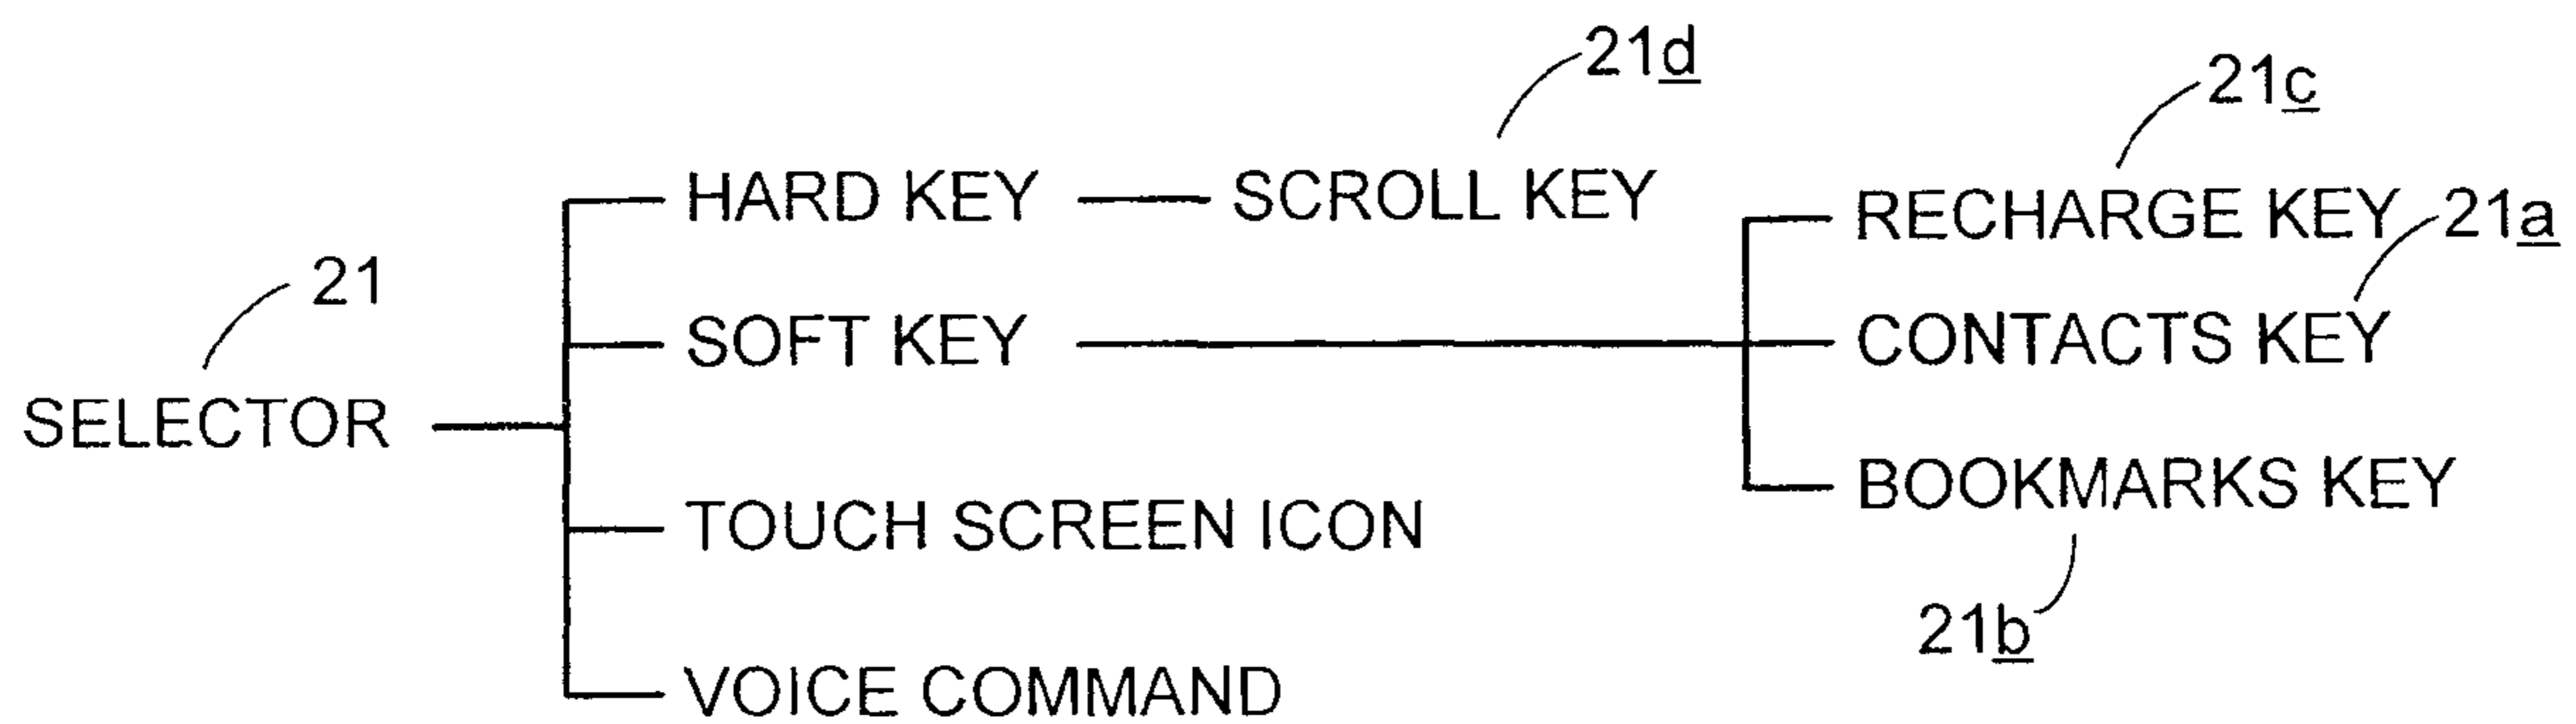 21d
21c
HARD KEY SCROLL KEY
RECHARGE KEY 21a
21
SOFT KEY CONTACTS KEY
SELECTOR
BOOKMARKS KEY
TOUCH SCREEN ICON
21b
VOICE COMMAND